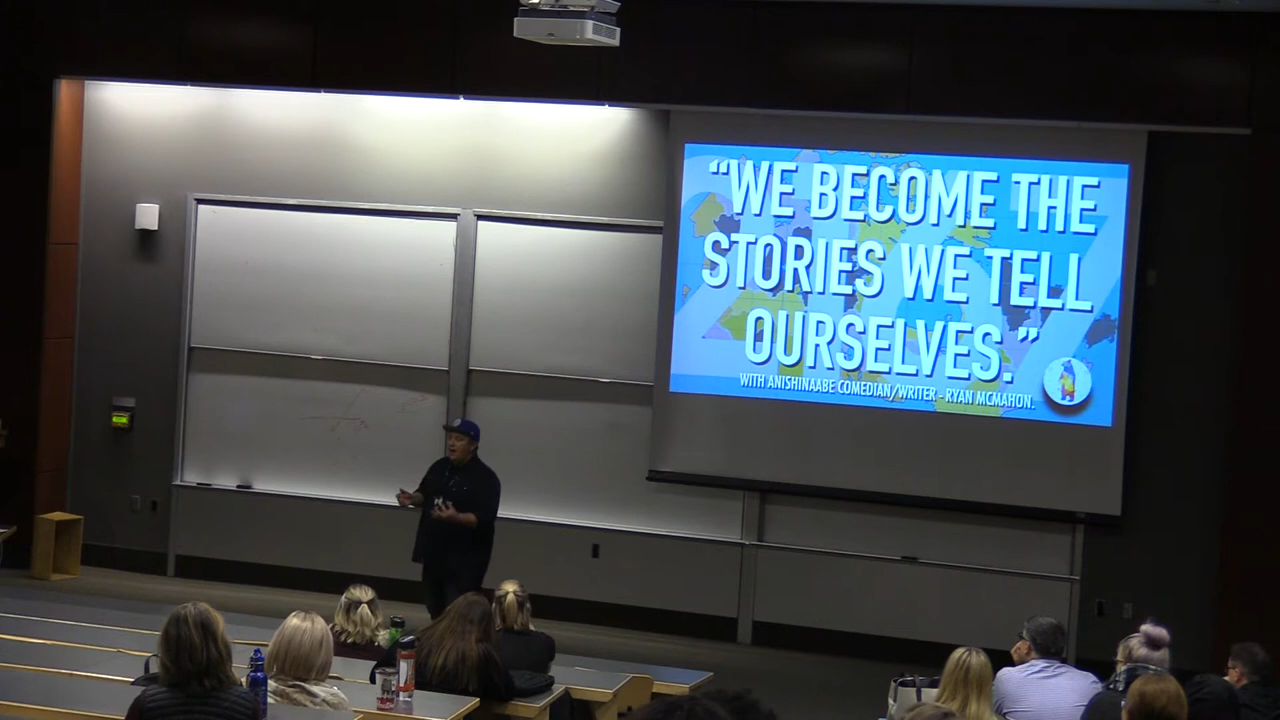 “WE BECOME THE
STORIES WE TELL
OURSELVES.”
WITH ANISHINAABE COMEDIAN/WRITER - RYAN MCMAHON.